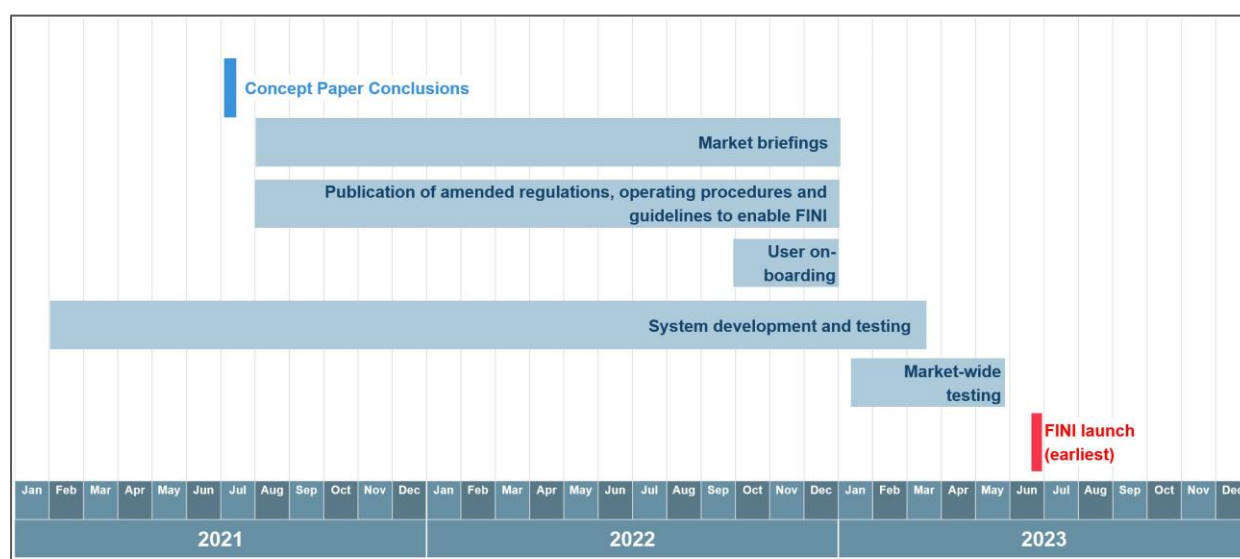 Concept Paper Conclusions
Market briefings
Publication of amended regulations, operating procedures and
guidelines to enable FINI
User on-
boarding
System development and testing
Market-wide
testing
FINI launch
(earliest)
Jan Feb Mar Apr May Jun Jul Aug Sep Oct Nov Dec Jan Feb Mar Apr May Jun Jul Aug Sep Oct Nov Dec Jan Feb Mar Apr May Jun Jul Aug Sep Oct Nov Dec
2021 2022 2023